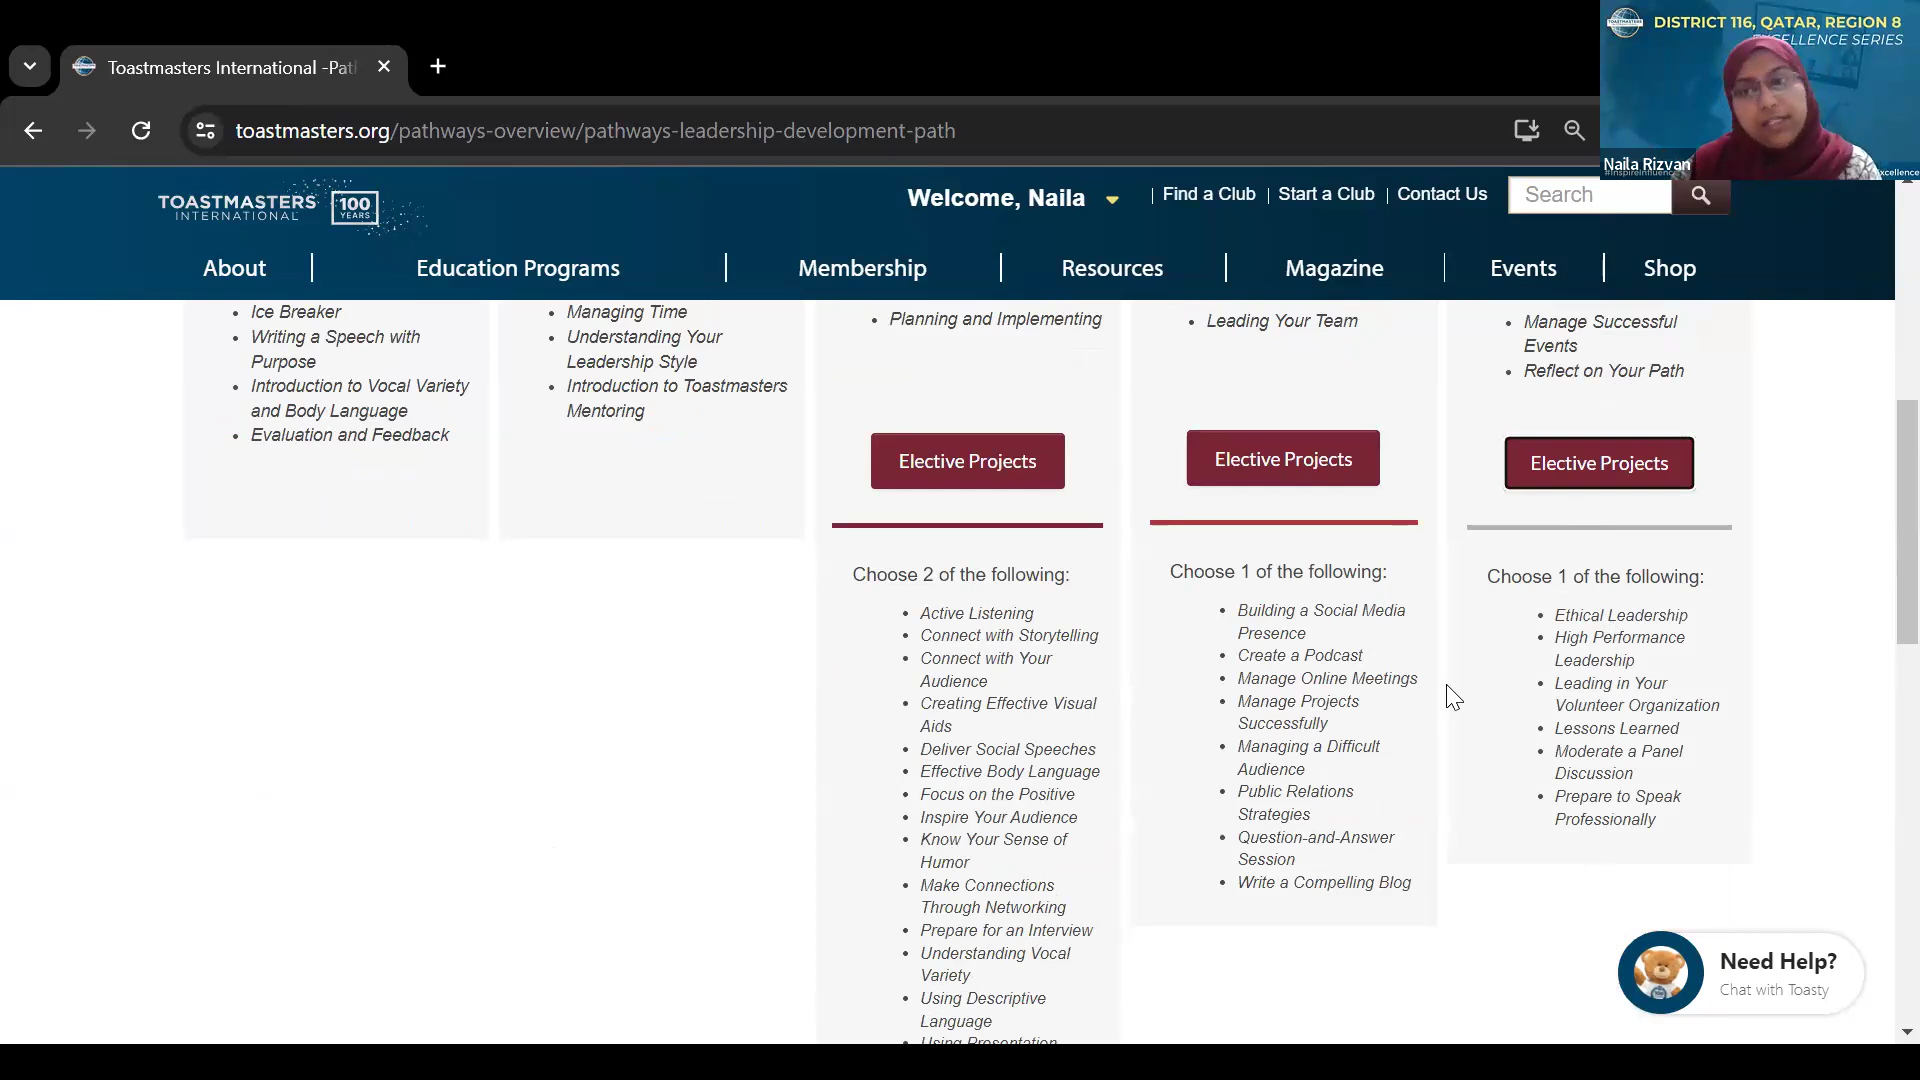 DISTRICT 116, QATAR, REGION 8
EXCELLENCE SERIES
Toastmasters International -Pat
toastmasters.org/pathways-overview/pathways-leadership-development-path
Naila Rizvan
TOASTMASTERS
INTERNATIONAL
100
YEARS
Welcome, Naila
Find a Club
Start a Club
Contact Us
Search
About
Education Programs
Membership
Resources
Magazine
Events
Shop
Ice Breaker
Writing a Speech with
Purpose
Introduction to Vocal Variety
and Body Language
Evaluation and Feedback
Managing Time
Understanding Your
Leadership Style
Introduction to Toastmasters
Mentoring
Planning and Implementing
Elective Projects
Choose 2 of the following:
Active Listening
Connect with Storytelling
Connect with Your
Audience
Creating Effective Visual
Aids
Deliver Social Speeches
Effective Body Language
Focus on the Positive
Inspire Your Audience
Know Your Sense of
Humor
Make Connections
Through Networking
Prepare for an Interview
Understanding Vocal
Variety
Using Descriptive
Language
Using Presentation
Leading Your Team
Elective Projects
Choose 1 of the following:
Building a Social Media
Presence
Create a Podcast
Manage Online Meetings
Manage Projects
Successfully
Managing a Difficult
Audience
Public Relations
Strategies
Question-and-Answer
Session
Write a Compelling Blog
Manage Successful
Events
Reflect on Your Path
Elective Projects
Choose 1 of the following:
Ethical Leadership
High Performance
Leadership
Leading in Your
Volunteer Organization
Lessons Learned
Moderate a Panel
Discussion
Prepare to Speak
Professionally
Need Help?
Chat with Toasty